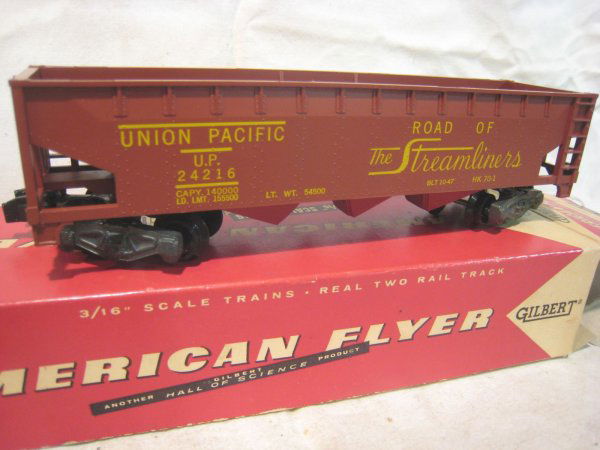 UNION PACIFIC
U.P.
24216
CAPY. 140000
LD. LMT. 155500 LT. WT. 54500
ROAD OF
The Streamliners
BLT 10-47 HK-70-1
3/16" SCALE TRAINS - REAL TWO RAIL TRACK
MERICAN FLYER
GILBERT®
ANOTHER GILBERT HALL OF SCIENCE PRODUCT